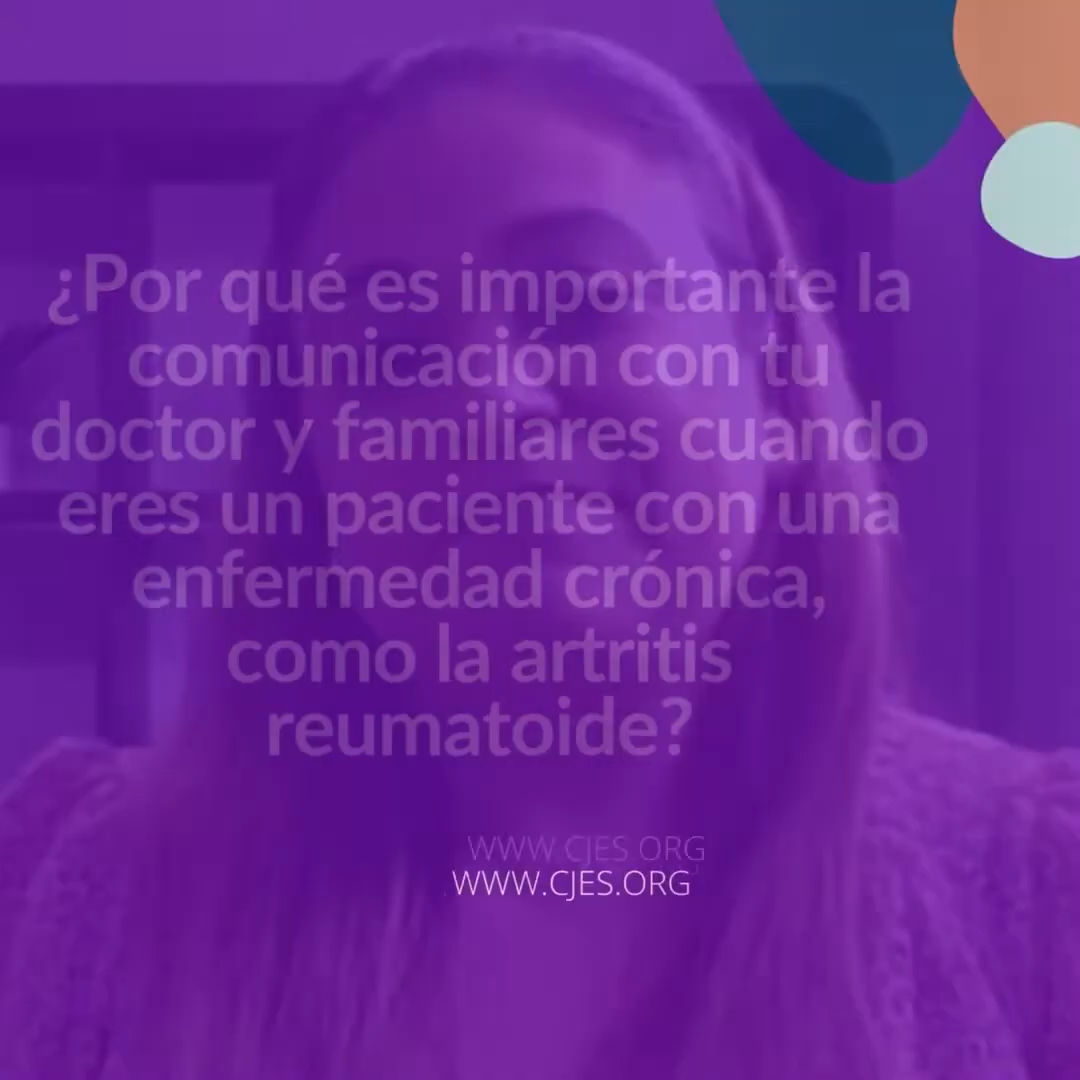 ¿Por qué es importante la
comunicación con tu
doctor y familiares cuando
eres un paciente con una
enfermedad crónica,
como la artritis
reumatoide?
WWW.CJES.ORG
WWW.CJES.ORG